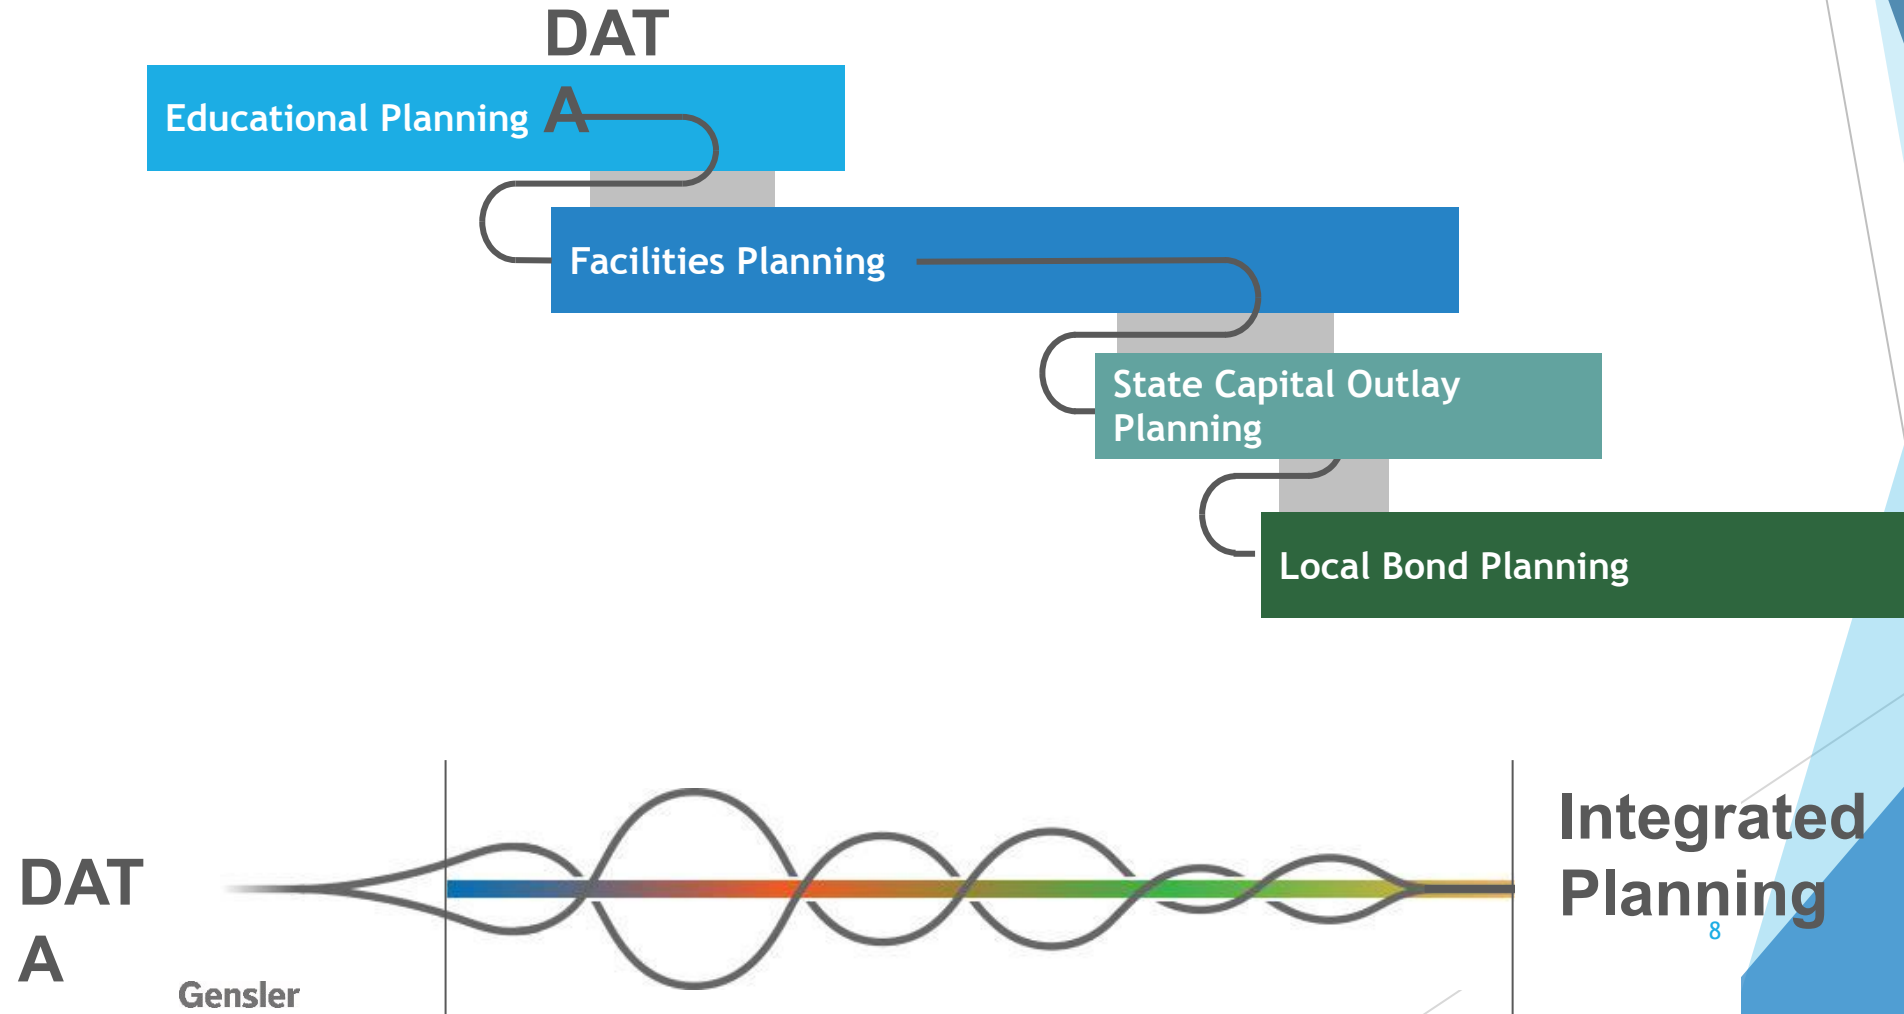 DAT
A
Educational Planning
Facilities Planning
State Capital Outlay
Planning
Local Bond Planning
DAT
A
Integrated
Planning
8
Gensler